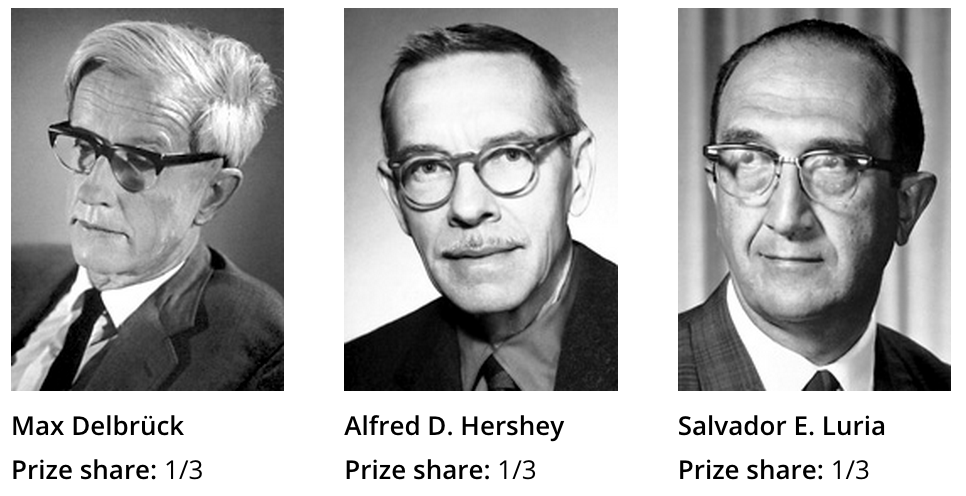 Max Delbrück
Prize share: 1/3
Alfred D. Hershey
Prize share: 1/3
Salvador E. Luria
Prize share: 1/3